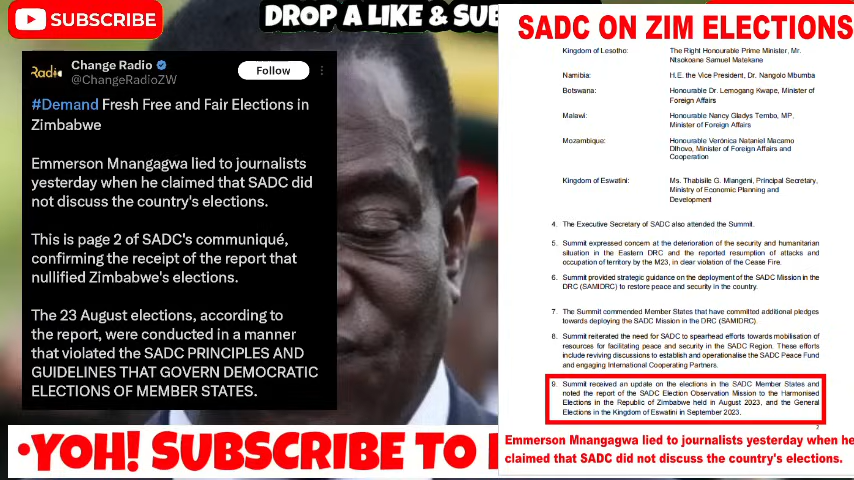 SUBSCRIBE
DROP A LIKE & SUB
Radio
Change Radio
@ChangeRadioZW
Follow
#Demand Fresh Free and Fair Elections in
Zimbabwe
Emmerson Mnangagwa lied to journalists
yesterday when he claimed that SADC did
not discuss the country's elections.
This is page 2 of SADC's communiqué,
confirming the receipt of the report that
nullified Zimbabwe's elections.
The 23 August elections, according to
the report, were conducted in a manner
that violated the SADC PRINCIPLES AND
GUIDELINES THAT GOVERN DEMOCRATIC
ELECTIONS OF MEMBER STATES.
•YOH! SUBSCRIBE TO
SADC ON ZIM ELECTIONS
Kingdom of Lesotho: The Right Honourable Prime Minister, Mr.
Ntsokoane Samuel Matekane
Namibia: H.E. the Vice President, Dr. Nangolo Mbumba
Botswana: Honourable Dr. Lemogang Kwape, Minister of
Foreign Affairs
Malawi: Honourable Nancy Gladys Tembo, MP,
Minister of Foreign Affairs
Mozambique: Honourable Verónica Nataniel Macamo
Dlhovo, Minister of Foreign Affairs and
Cooperation
Kingdom of Eswatini: Ms. Thabisile G. Mlangeni, Principal Secretary,
Ministry of Economic Planning and
Development
4. The Executive Secretary of SADC also attended the Summit.
5. Summit expressed concern at the deterioration of the security and humanitarian
situation in the Eastern DRC and the reported resumption of attacks and
occupation of territory by the M23, in clear violation of the Cease Fire.
6. Summit provided strategic guidance on the deployment of the SADC Mission in the
DRC (SAMIDRC) to restore peace and security in the country.
7. The Summit commended Member States that have committed additional pledges
towards deploying the SADC Mission in the DRC (SAMIDRC).
8. Summit reiterated the need for SADC to spearhead efforts towards mobilisation of
resources for facilitating peace and security in the SADC Region. These efforts
include reviving discussions to establish and operationalise the SADC Peace Fund
and engaging International Cooperating Partners.
9. Summit received an update on the elections in the SADC Member States and
noted the report of the SADC Election Observation Mission to the Harmonised
Elections in the Republic of Zimbabwe held in August 2023, and the General
Elections in the Kingdom of Eswatini in September 2023.
2
Emmerson Mnangagwa lied to journalists yesterday when he
claimed that SADC did not discuss the country's elections.